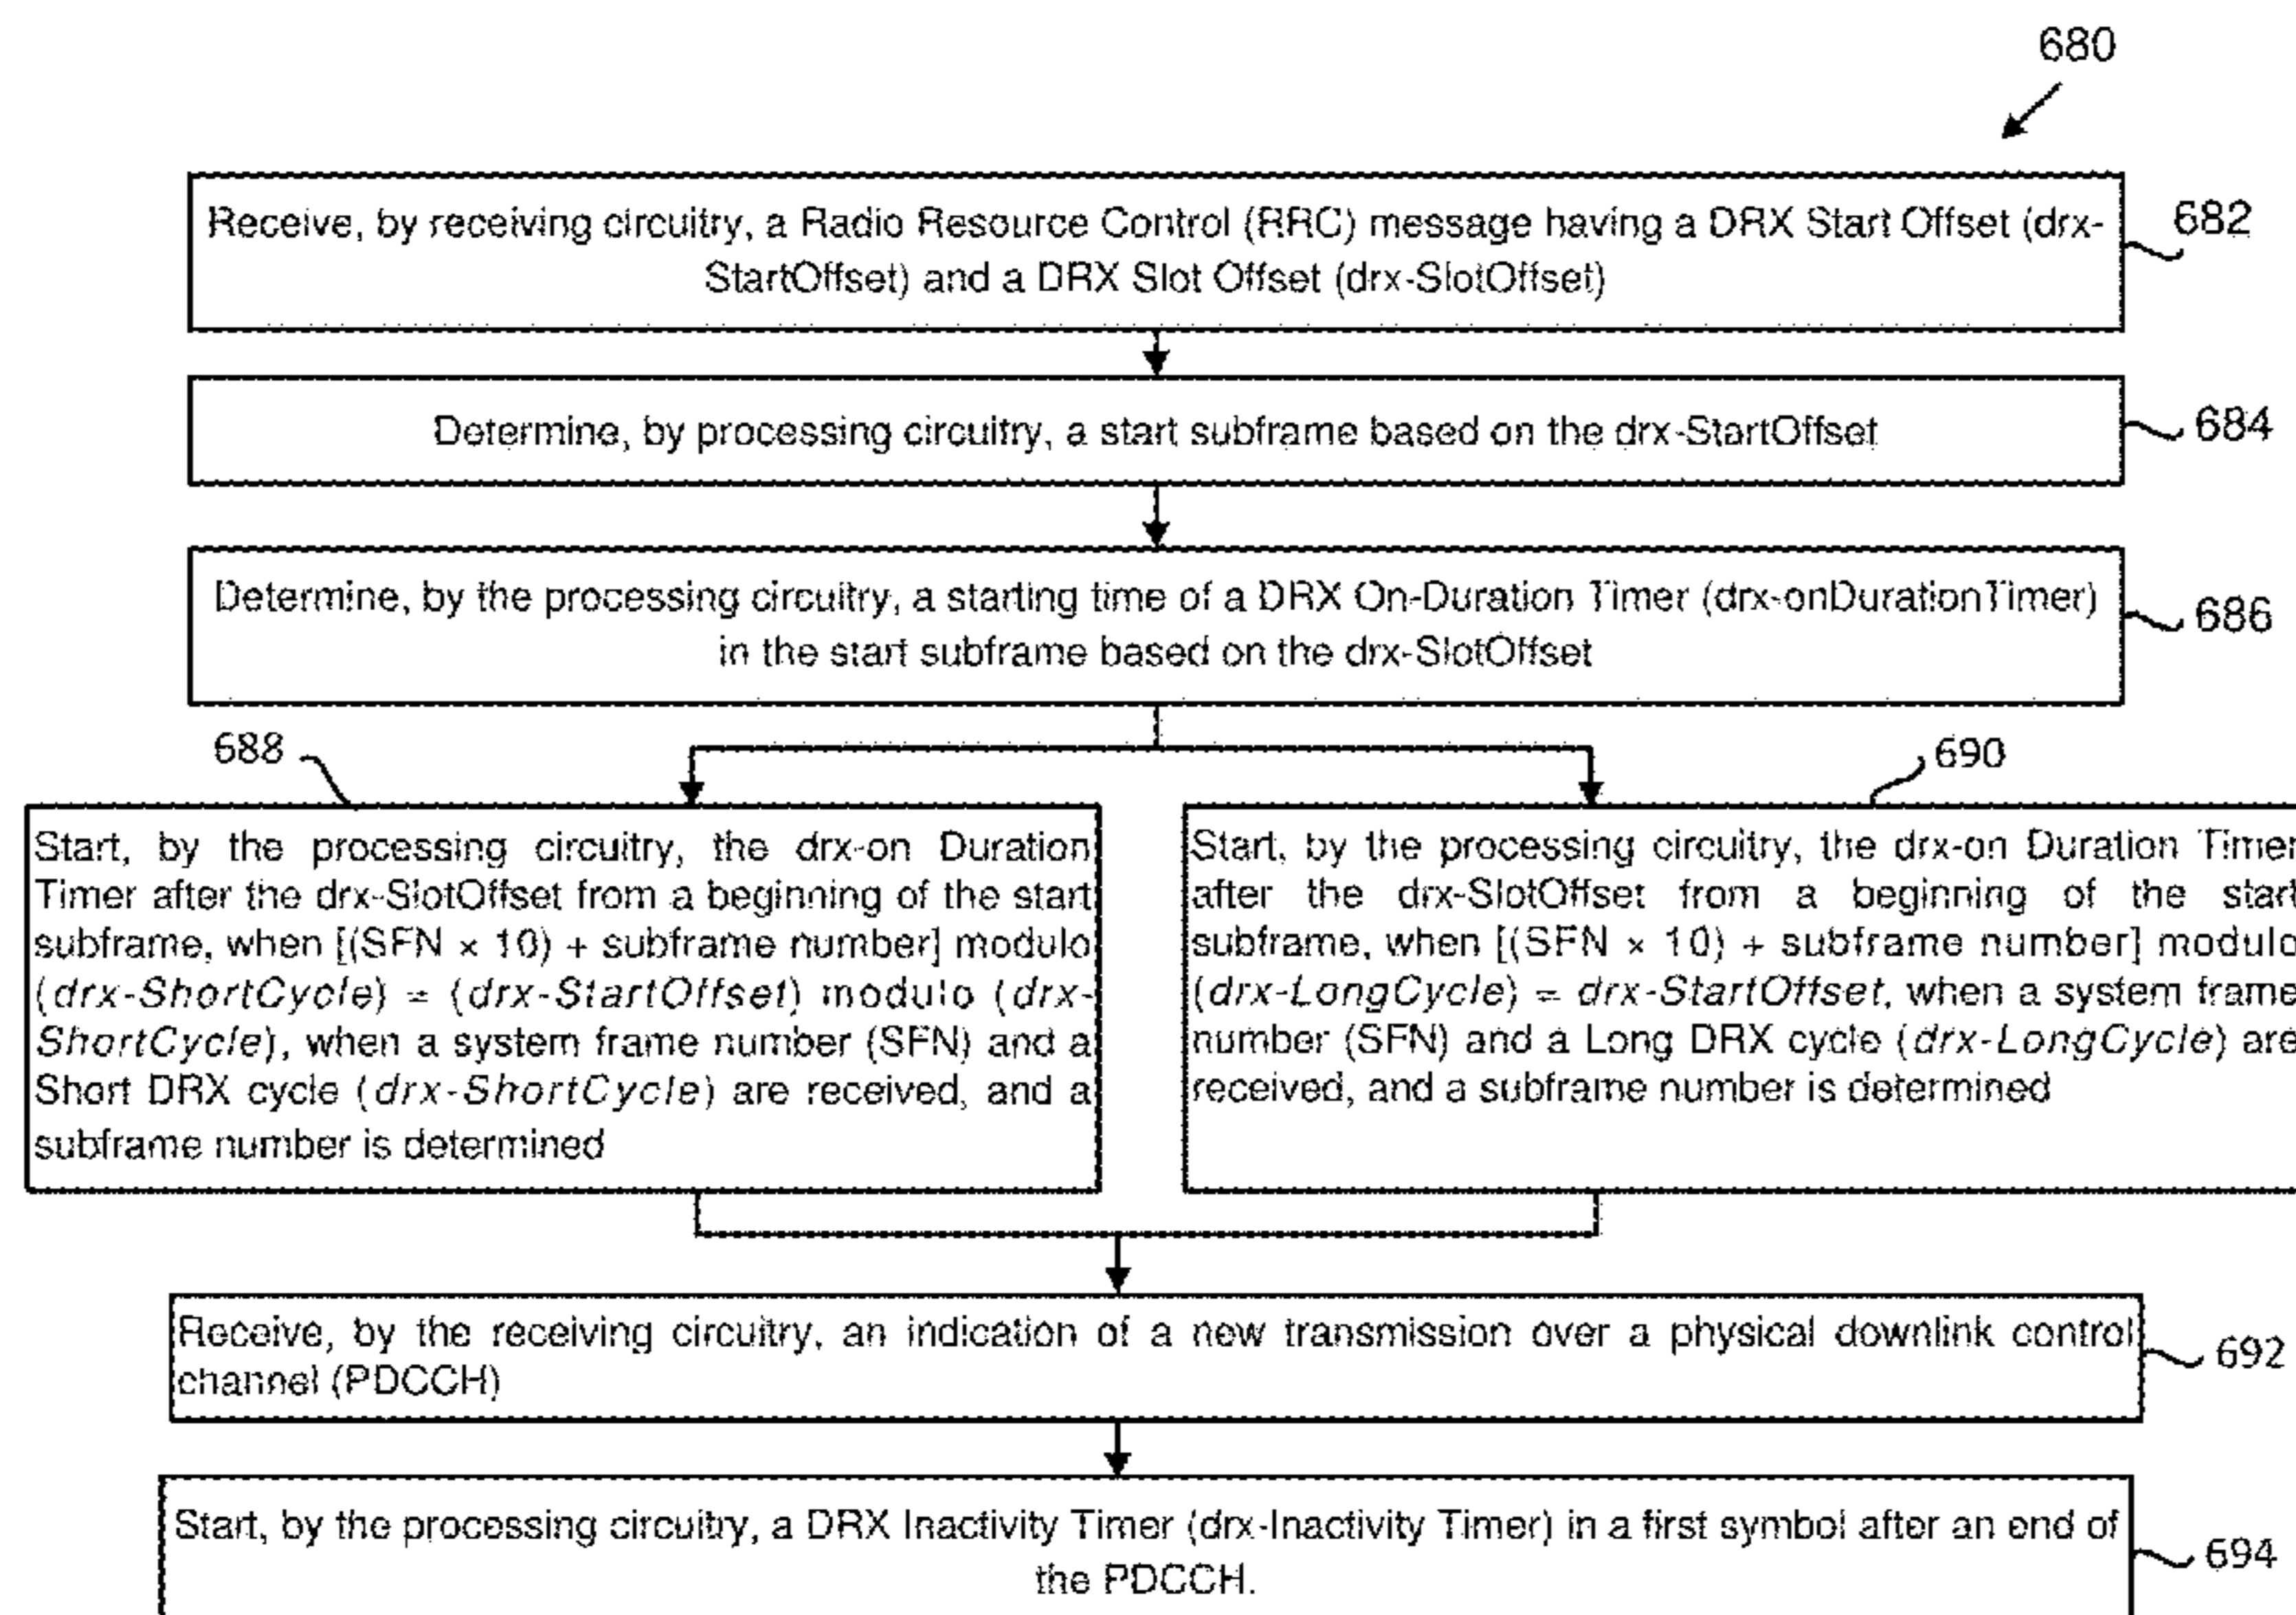 680
Receive, by receiving circuitry, a Radio Resource Control (RRC) message having a DRX Start Offset (drx-
StartOffset) and a DRX Slot Offset (drx-SlotOffset)
682
Determine, by processing circuitry, a start subframe based on the drx-StartOffset
684
Determine, by the processing circuitry, a starting time of a DRX On-Duration Timer (drx-onDurationTimer)
in the start subframe based on the drx-SlotOffset
686
688
Start, by the processing circuitry, the drx-on Duration
Timer after the drx-SlotOffset from a beginning of the start
subframe, when [(SFN × 10) + subframe number] modulo
(drx-ShortCycle) = (drx-StartOffset) modulo (drx-
ShortCycle), when a system frame number (SFN) and a
Short DRX cycle (drx-ShortCycle) are received, and a
subframe number is determined
690
Start, by the processing circuitry, the drx-on Duration Timer
after the drx-SlotOffset from a beginning of the start
subframe, when [(SFN × 10) + subframe number] modulo
(drx-LongCycle) = drx-StartOffset, when a system frame
number (SFN) and a Long DRX cycle (drx-LongCycle) are
received, and a subframe number is determined
Receive, by the receiving circuitry, an indication of a new transmission over a physical downlink control
channel (PDCCH)
692
Start, by the processing circuitry, a DRX Inactivity Timer (drx-Inactivity Timer) in a first symbol after an end of
the PDCCH.
694